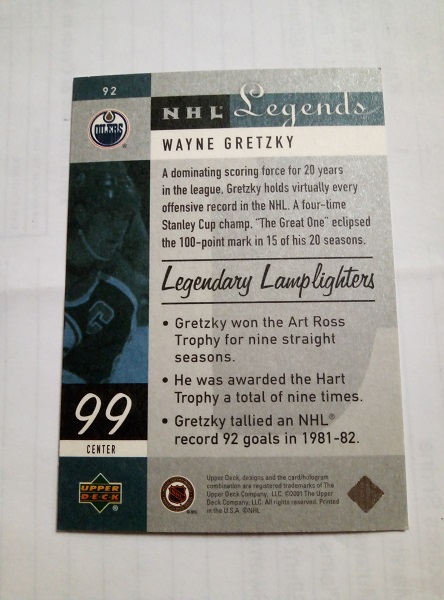 92
OILERS
NHL Legends
WAYNE GRETZKY
A dominating scoring force for 20 years
in the league, Gretzky holds virtually every
offensive record in the NHL. A four-time
Stanley Cup champ, "The Great One" eclipsed
the 100-point mark in 15 of his 20 seasons.
Legendary Lamplighters
• Gretzky won the Art Ross
Trophy for nine straight
seasons.
• He was awarded the Hart
Trophy a total of nine times.
• Gretzky tallied an NHL®
record 92 goals in 1981-82.
C
99
CENTER
UPPER
DECK ®
Upper Deck, designs and the card/hologram
combination are registered trademarks of The
Upper Deck Company, LLC. ©2001 The Upper
Deck Company, LLC. All rights reserved. Printed
in the U.S.A. ©NHL